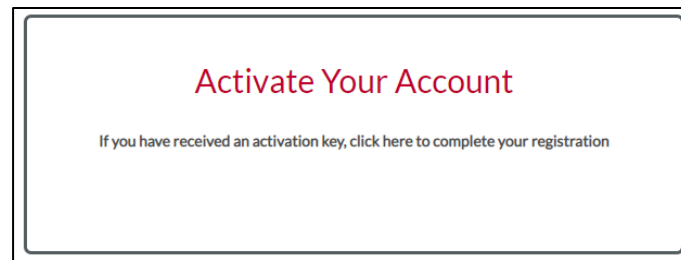 Activate Your Account
If you have received an activation key, click here to complete your registration